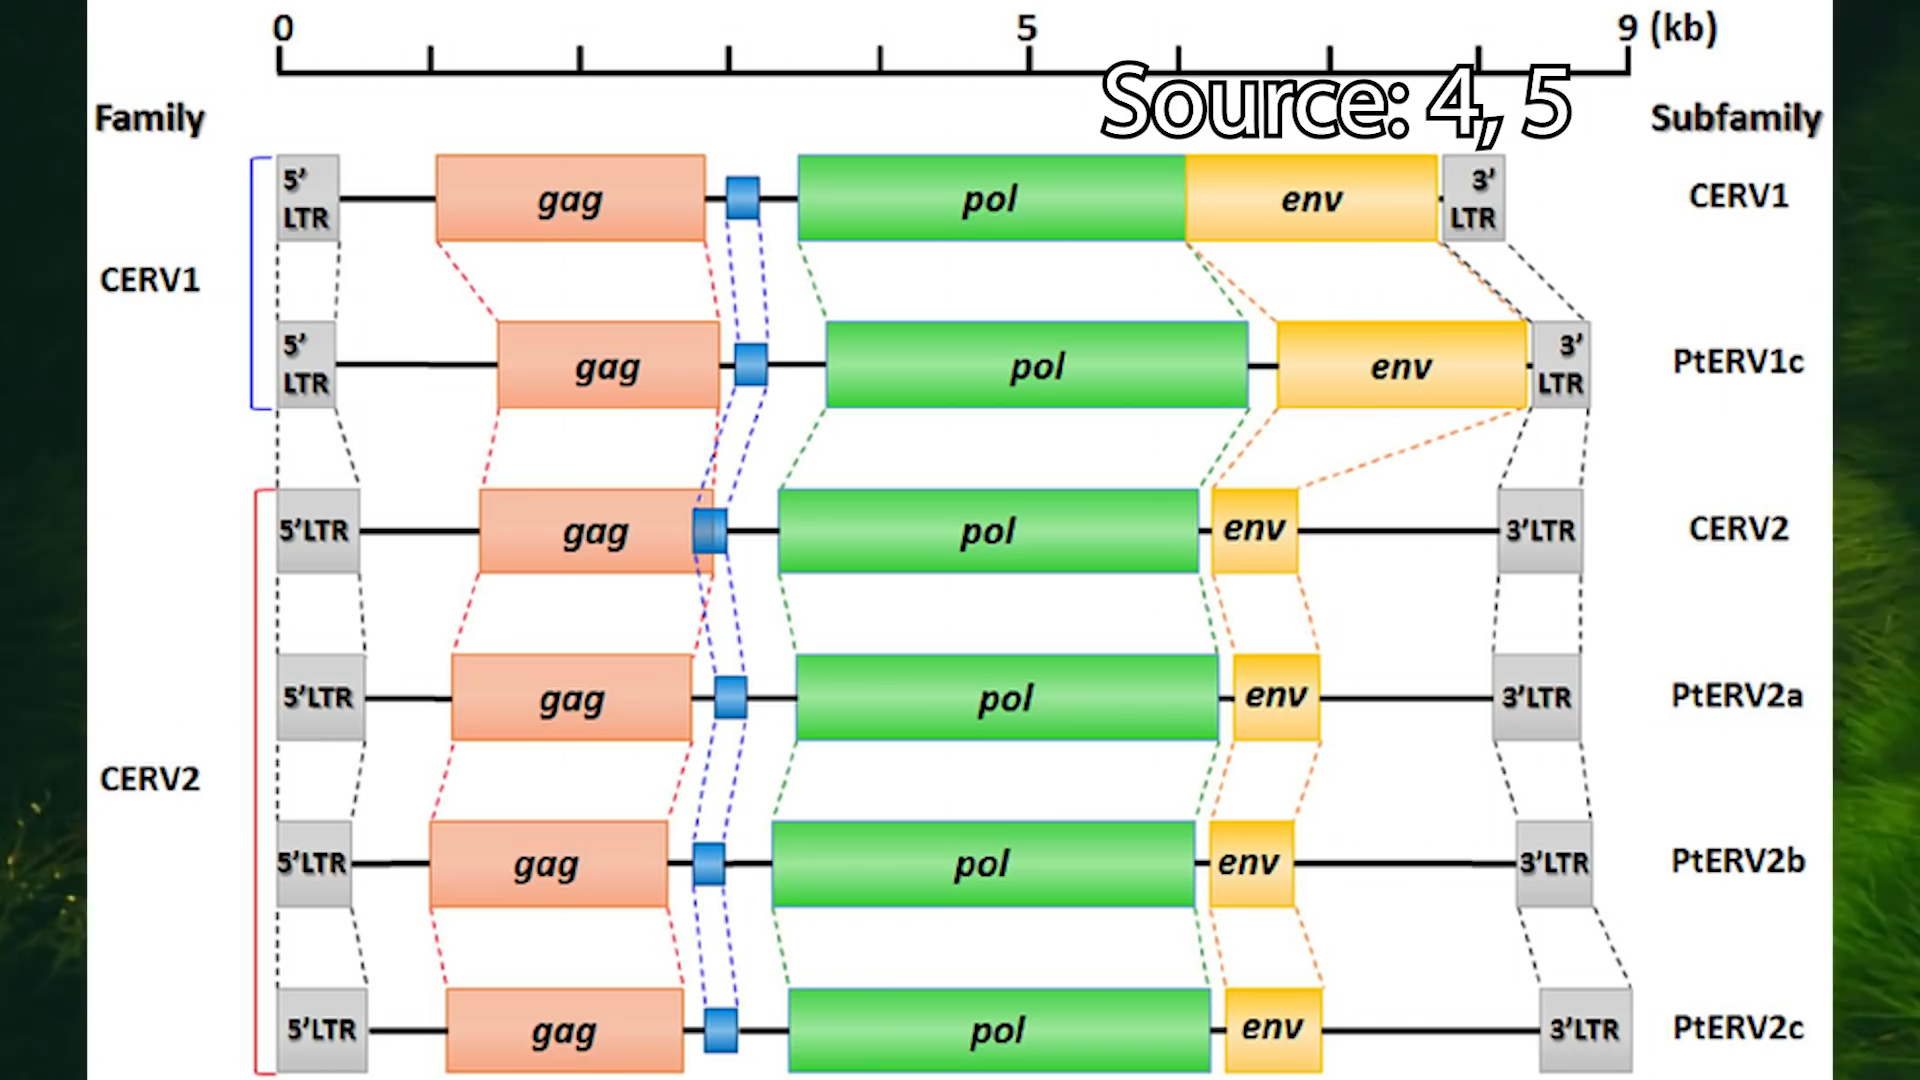 0 5 9 (kb)
Source: 4, 5
Family Subfamily
5’ LTR gag pol env 3’ LTR CERV1
CERV1
5’ LTR gag pol env 3’ LTR PtERV1c
5’LTR gag pol env 3’LTR CERV2
5’LTR gag pol env 3’LTR PtERV2a
CERV2
5’LTR gag pol env 3’LTR PtERV2b
5’LTR gag pol env 3’LTR PtERV2c